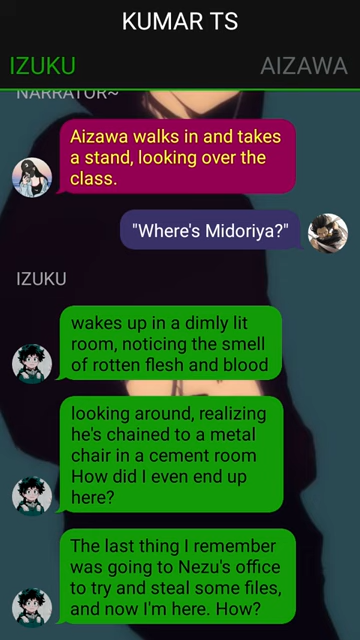 KUMAR TS
IZUKU
AIZAWA
NARRATOR~
Aizawa walks in and takes
a stand, looking over the
class.
"Where's Midoriya?"
IZUKU
wakes up in a dimly lit
room, noticing the smell
of rotten flesh and blood
looking around, realizing
he's chained to a metal
chair in a cement room
How did I even end up
here?
The last thing I remember
was going to Nezu's office
to try and steal some files,
and now I'm here. How?